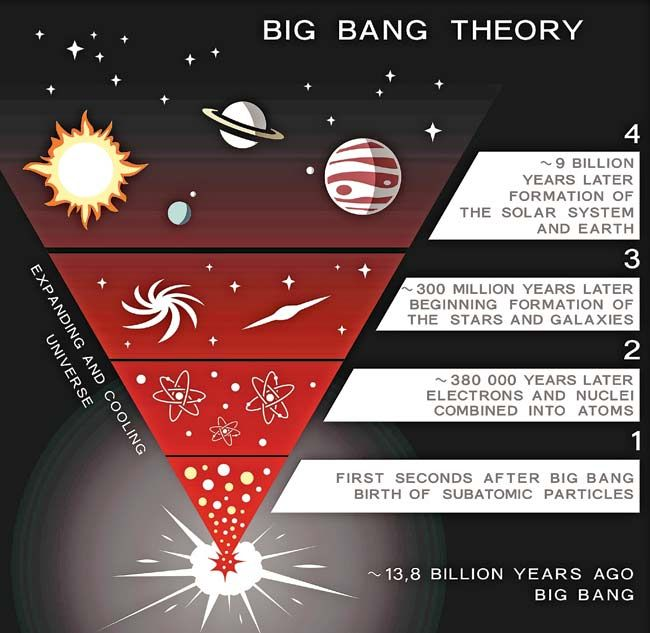 BIG BANG THEORY
4
~9 BILLION
YEARS LATER
FORMATION OF
THE SOLAR SYSTEM
AND EARTH
3
~300 MILLION YEARS LATER
BEGINNING FORMATION OF
THE STARS AND GALAXIES
2
~380 000 YEARS LATER
ELECTRONS AND NUCLEI
COMBINED INTO ATOMS
1
FIRST SECONDS AFTER BIG BANG
BIRTH OF SUBATOMIC PARTICLES
~13,8 BILLION YEARS AGO
BIG BANG
EXPANDING AND COOLING
UNIVERSE